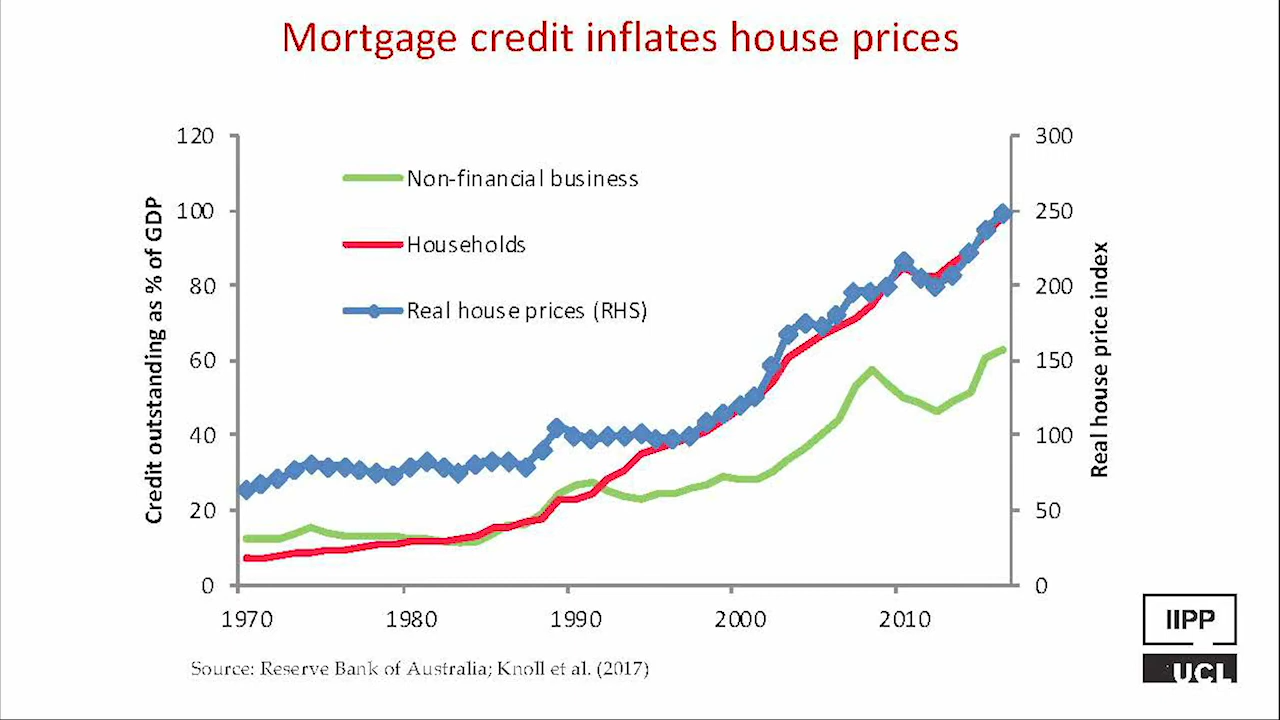 Mortgage credit inflates house prices
120
100
80
60
40
20
0
Credit outstanding as % of GDP
Non-financial business
Households
Real house prices (RHS)
300
250
200
150
100
50
0
Real house price index
1970
1980
1990
2000
2010
Source: Reserve Bank of Australia; Knoll et al. (2017)
IIPP
UCL